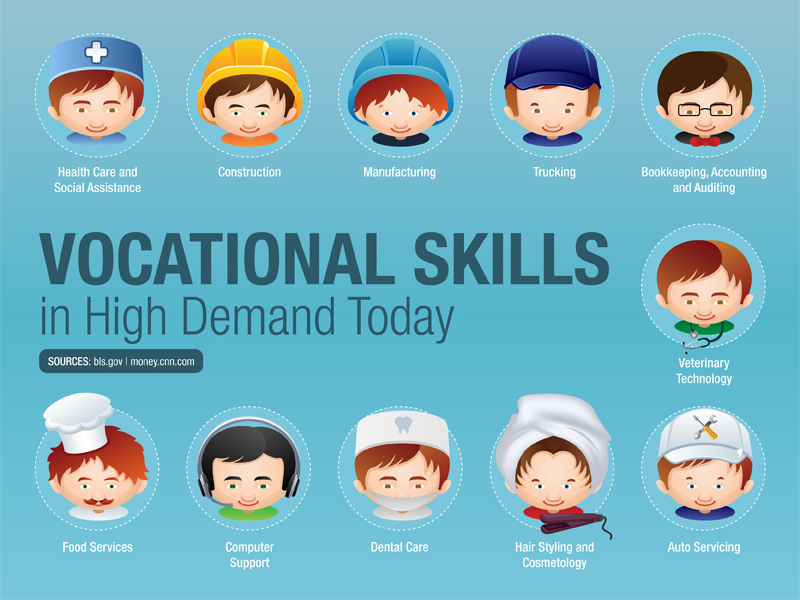 Health Care and
Social Assistance
Construction
Manufacturing
Trucking
Bookkeeping, Accounting
and Auditing
VOCATIONAL SKILLS
in High Demand Today
SOURCES: bls.gov | money.cnn.com
Veterinary
Technology
Food Services
Computer
Support
Dental Care
Hair Styling and
Cosmetology
Auto Servicing